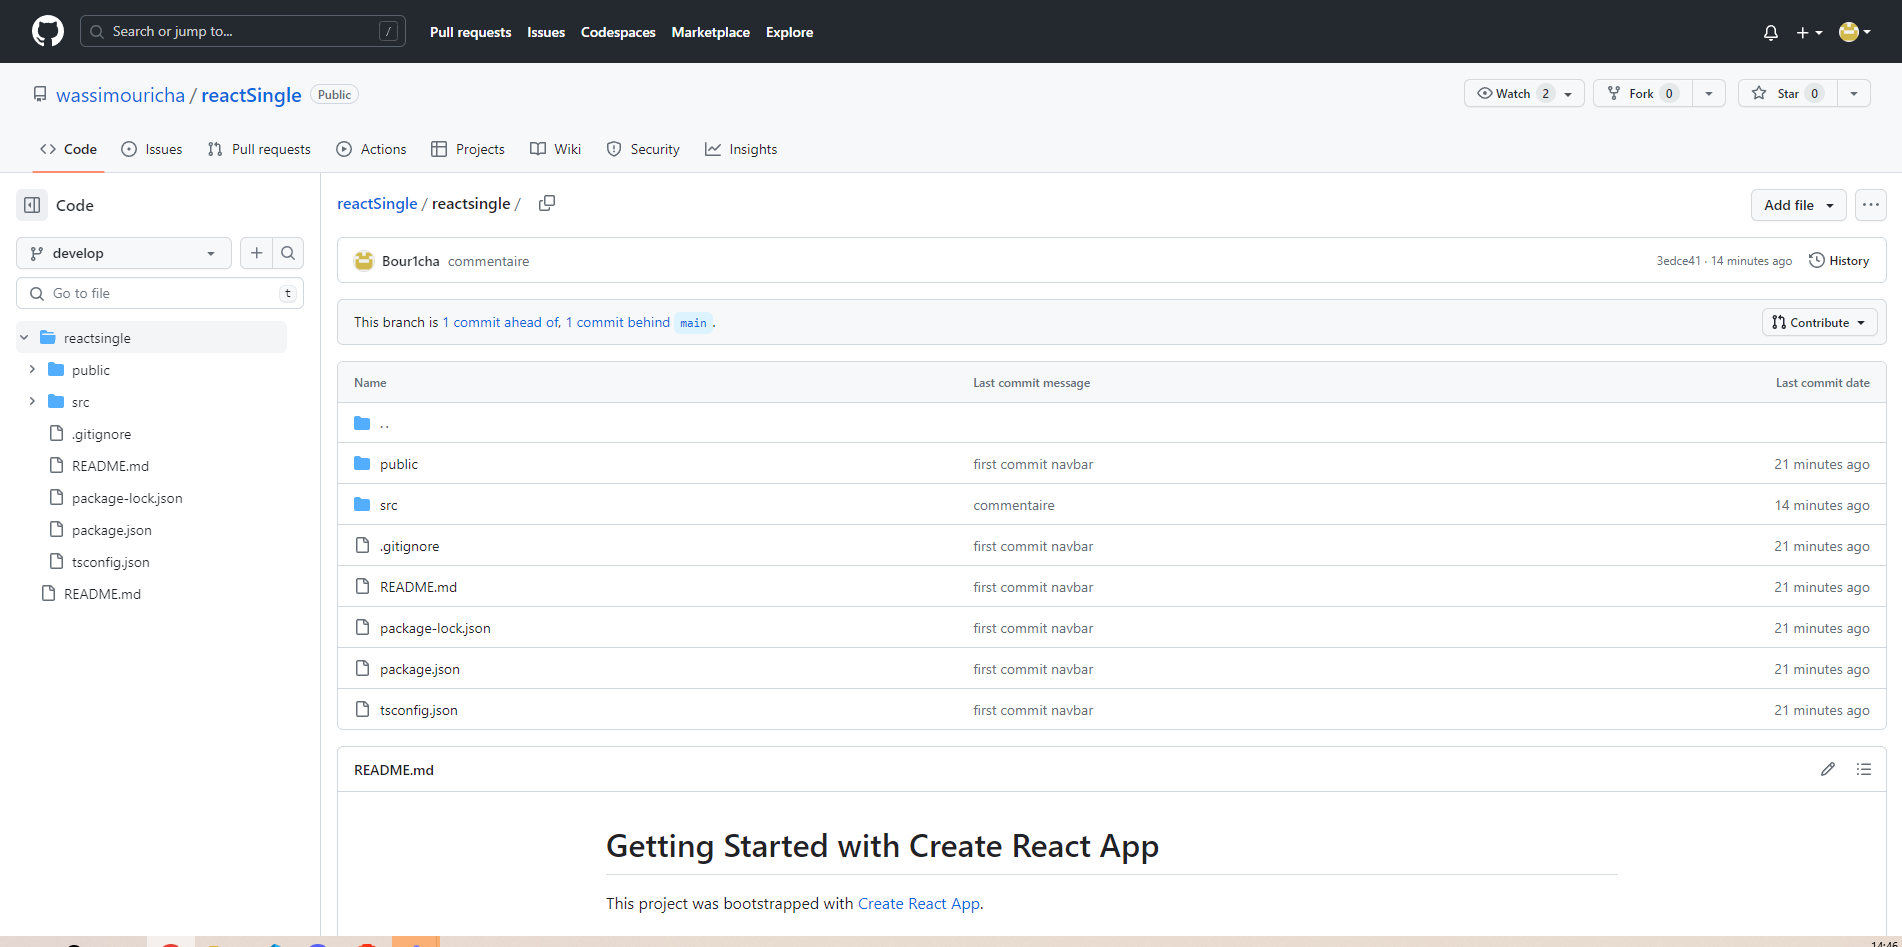 Search or jump to... /
Pull requests Issues Codespaces Marketplace Explore
wassimouricha / reactSingle Public
Watch 2 Fork 0 Star 0
Code Issues Pull requests Actions Projects Wiki Security Insights
Code
develop
Go to file t
reactsingle
public
src
.gitignore
README.md
package-lock.json
package.json
tsconfig.json
README.md
reactSingle / reactsingle /
Add file
Bour1cha commentaire 3edce41 · 14 minutes ago History
This branch is 1 commit ahead of, 1 commit behind main .
Contribute
Name Last commit message Last commit date
..
public first commit navbar 21 minutes ago
src commentaire 14 minutes ago
.gitignore first commit navbar 21 minutes ago
README.md first commit navbar 21 minutes ago
package-lock.json first commit navbar 21 minutes ago
package.json first commit navbar 21 minutes ago
tsconfig.json first commit navbar 21 minutes ago
README.md
Getting Started with Create React App
This project was bootstrapped with Create React App.
14:46